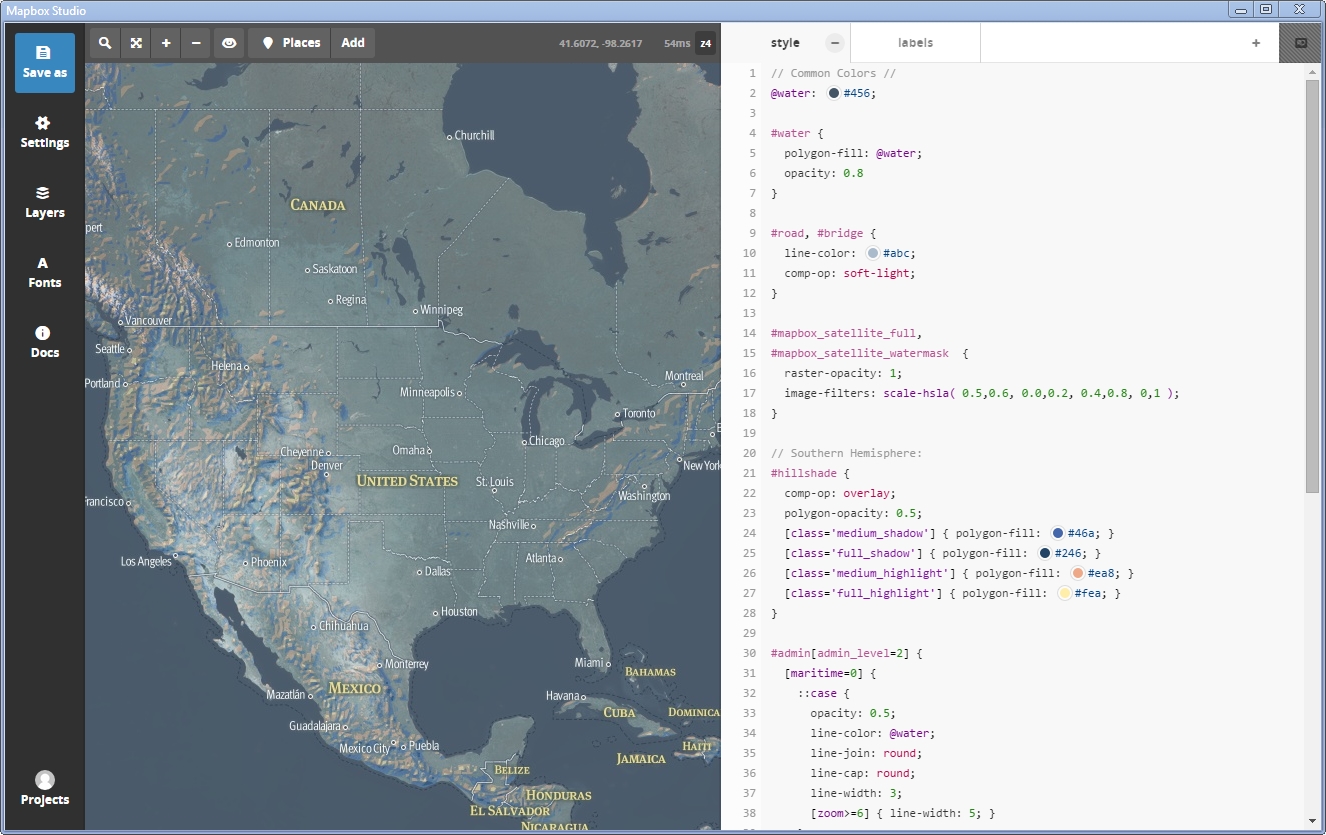 Mapbox Studio
Save as
Settings
Layers
A
Fonts
Docs
Projects
Places
Add
41.6072, -98.2617
54ms
z4
Churchill
CANADA
pert
Edmonton
Saskatoon
Regina
Winnipeg
Vancouver
Seattle
Helena
Portland
Minneapolis
Montreal
Toronto
Chicago
Cheyenne
Omaha
Denver
New York
UNITED STATES
St. Louis
Washington
Francisco
Nashville
Los Angeles
Phoenix
Atlanta
Dallas
Houston
Chihuahua
Monterrey
Miami
BAHAMAS
Mazatlán
MEXICO
Havana
CUBA
DOMINICA
Guadalajara
Mexico City
Puebla
HAITI
JAMAICA
BELIZE
HONDURAS
EL SALVADOR
NICARAGUA
style
labels
1 // Common Colors //
2 @water: #456;
3
4 #water {
5 polygon-fill: @water;
6 opacity: 0.8
7 }
8
9 #road, #bridge {
10 line-color: #abc;
11 comp-op: soft-light;
12 }
13
14 #mapbox_satellite_full,
15 #mapbox_satellite_watermask {
16 raster-opacity: 1;
17 image-filters: scale-hsla( 0.5,0.6, 0.0,0.2, 0.4,0.8, 0,1 );
18 }
19
20 // Southern Hemisphere:
21 #hillshade {
22 comp-op: overlay;
23 polygon-opacity: 0.5;
24 [class='medium_shadow'] { polygon-fill: #46a; }
25 [class='full_shadow'] { polygon-fill: #246; }
26 [class='medium_highlight'] { polygon-fill: #ea8; }
27 [class='full_highlight'] { polygon-fill: #fea; }
28 }
29
30 #admin[admin_level=2] {
31 [maritime=0] {
32 ::case {
33 opacity: 0.5;
34 line-color: @water;
35 line-join: round;
36 line-cap: round;
37 line-width: 3;
38 [zoom>=6] { line-width: 5; }